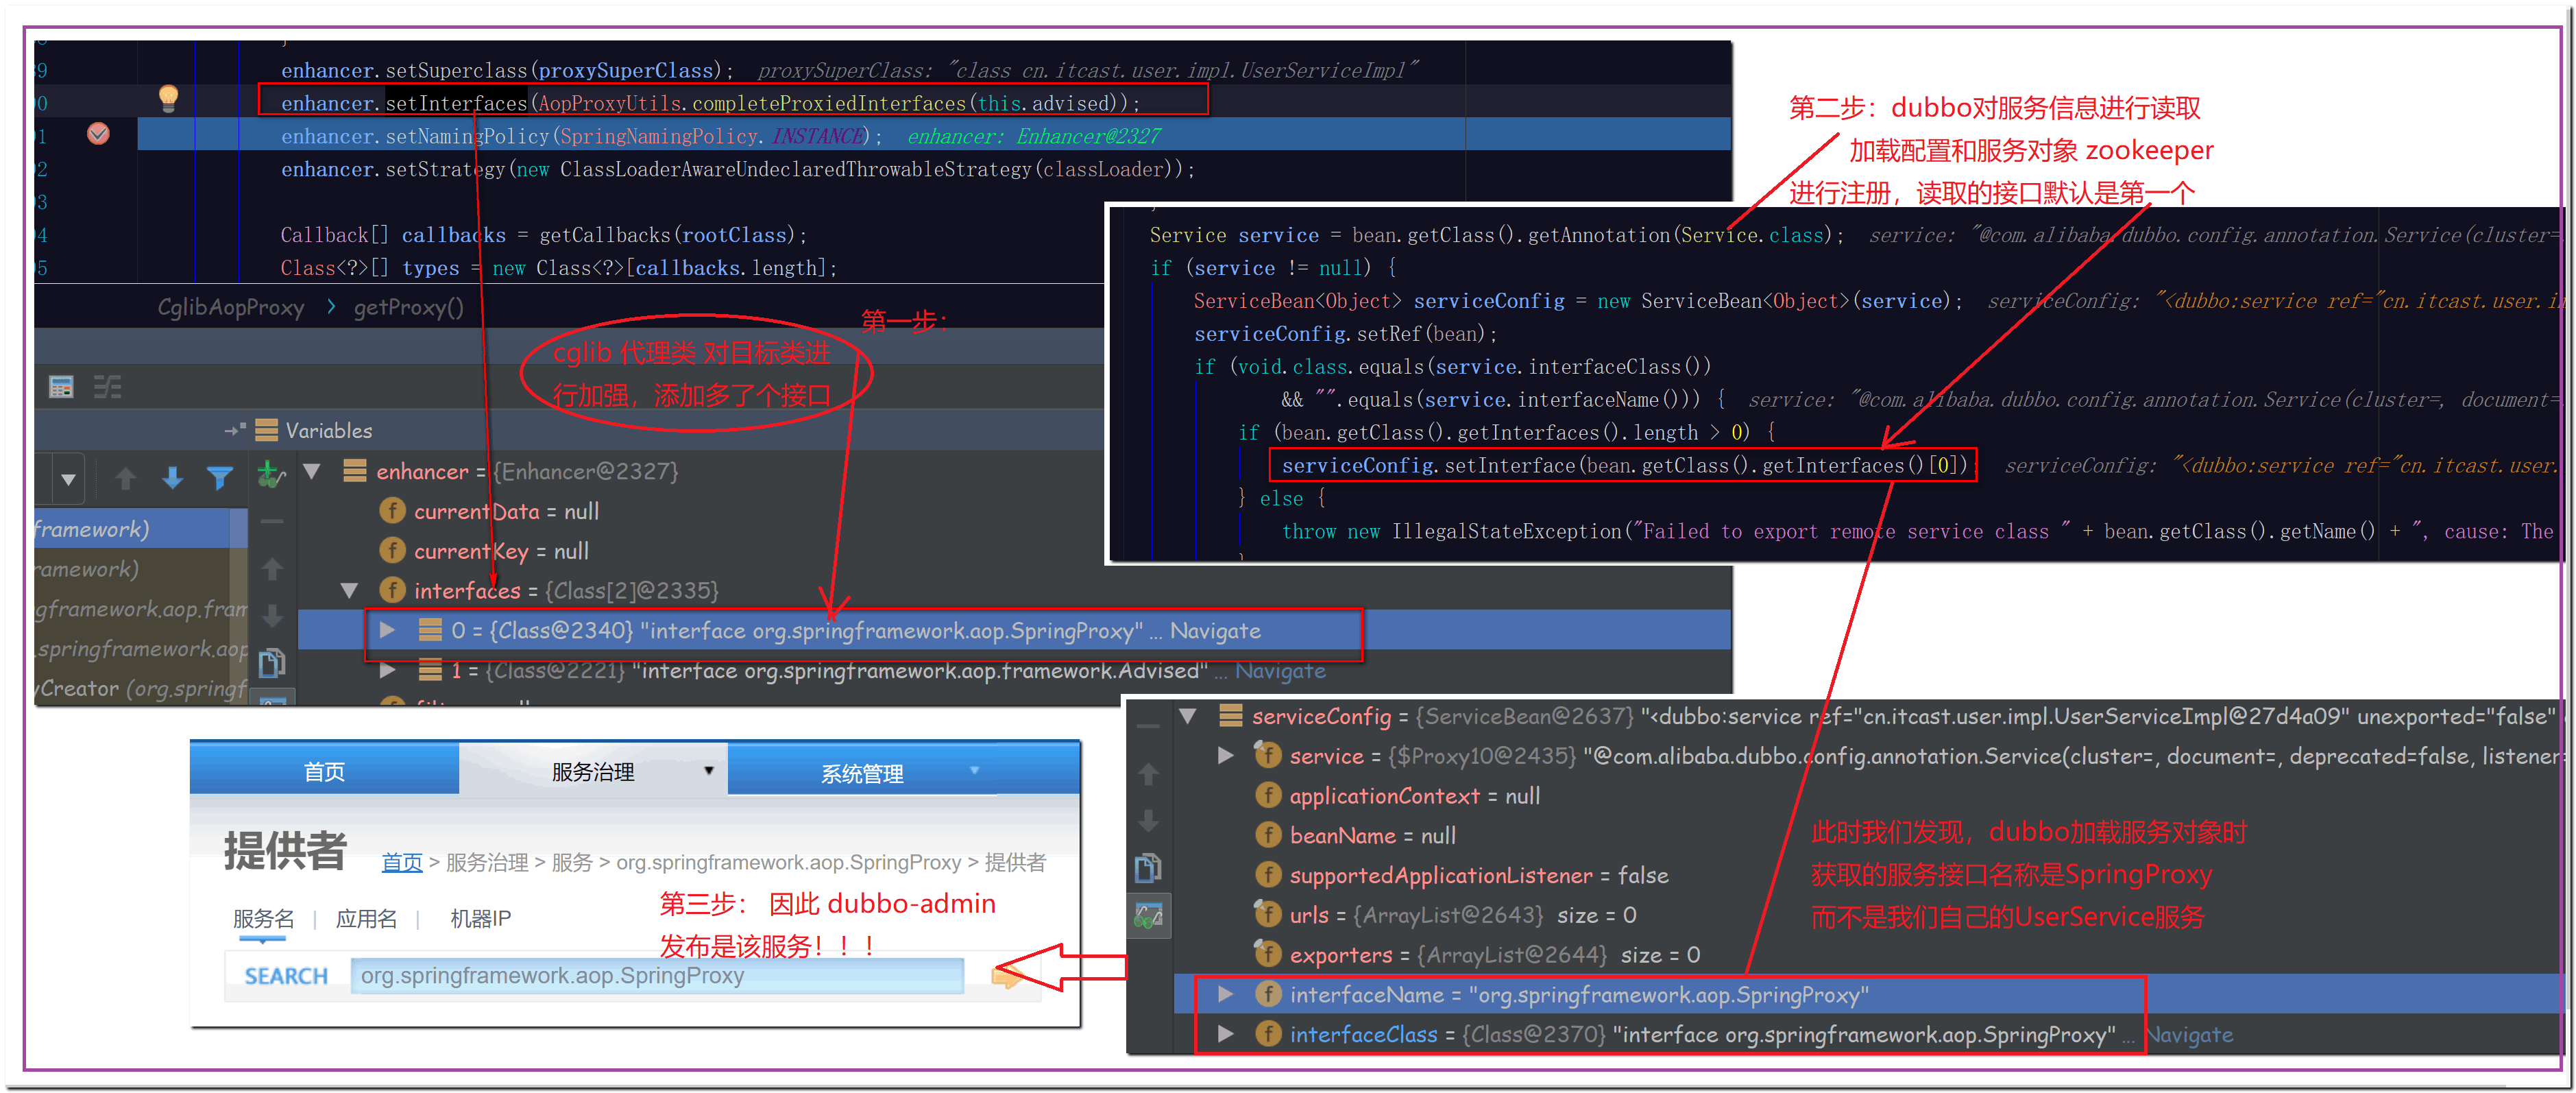 89
enhancer.setSuperclass(proxySuperClass); proxySuperClass: "class cn.itcast.user.impl.UserServiceImpl"
enhancer.setInterfaces(AopProxyUtils.completeProxiedInterfaces(this.advised));
enhancer.setNamingPolicy(SpringNamingPolicy.INSTANCE); enhancer: Enhancer@2327
enhancer.setStrategy(new ClassLoaderAwareUndeclaredThrowableStrategy(classLoader));
Callback[] callbacks = getCallbacks(rootClass);
Class<?>[] types = new Class<?>[callbacks.length];
CglibAopProxy > getProxy()
第一步：
cglib 代理类 对目标类进
行加强，添加多了个接口
Variables
enhancer = {Enhancer@2327}
currentData = null
currentKey = null
interfaces = {Class[2]@2335}
0 = {Class@2340} "interface org.springframework.aop.SpringProxy" ... Navigate
1 = {Class@2221} "interface org.springframework.aop.framework.Advised" ... Navigate
framework)
ramework)
gframework.aop.fram
.springframework.aop
yCreator (org.springf
第二步：dubbo对服务信息进行读取
加载配置和服务对象 zookeeper
进行注册，读取的接口默认是第一个
Service service = bean.getClass().getAnnotation(Service.class); service: "@com.alibaba.dubbo.config.annotation.Service(cluster=
if (service != null) {
ServiceBean<Object> serviceConfig = new ServiceBean<Object>(service); serviceConfig: "<dubbo:service ref="cn.itcast.user.i
serviceConfig.setRef(bean);
if (void.class.equals(service.interfaceClass())
&& "".equals(service.interfaceName())) { service: "@com.alibaba.dubbo.config.annotation.Service(cluster=, document=
if (bean.getClass().getInterfaces().length > 0) {
serviceConfig.setInterface(bean.getClass().getInterfaces()[0]); serviceConfig: "<dubbo:service ref="cn.itcast.user.
} else {
throw new IllegalStateException("Failed to export remote service class " + bean.getClass().getName() + ", cause: The
serviceConfig = {ServiceBean@2637} "<dubbo:service ref="cn.itcast.user.impl.UserServiceImpl@27d4a09" unexported="false"
service = {$Proxy10@2435} "@com.alibaba.dubbo.config.annotation.Service(cluster=, document=, deprecated=false, listener=
applicationContext = null
beanName = null
supportedApplicationListener = false
urls = {ArrayList@2643} size = 0
exporters = {ArrayList@2644} size = 0
interfaceName = "org.springframework.aop.SpringProxy"
interfaceClass = {Class@2370} "interface org.springframework.aop.SpringProxy" ... Navigate
此时我们发现，dubbo加载服务对象时
获取的服务接口名称是SpringProxy
而不是我们自己的UserService服务
首页 服务治理 系统管理
提供者 首页 > 服务治理 > 服务 > org.springframework.aop.SpringProxy > 提供者
第三步： 因此 dubbo-admin
发布是该服务！！！
服务名 | 应用名 | 机器IP
SEARCH org.springframework.aop.SpringProxy